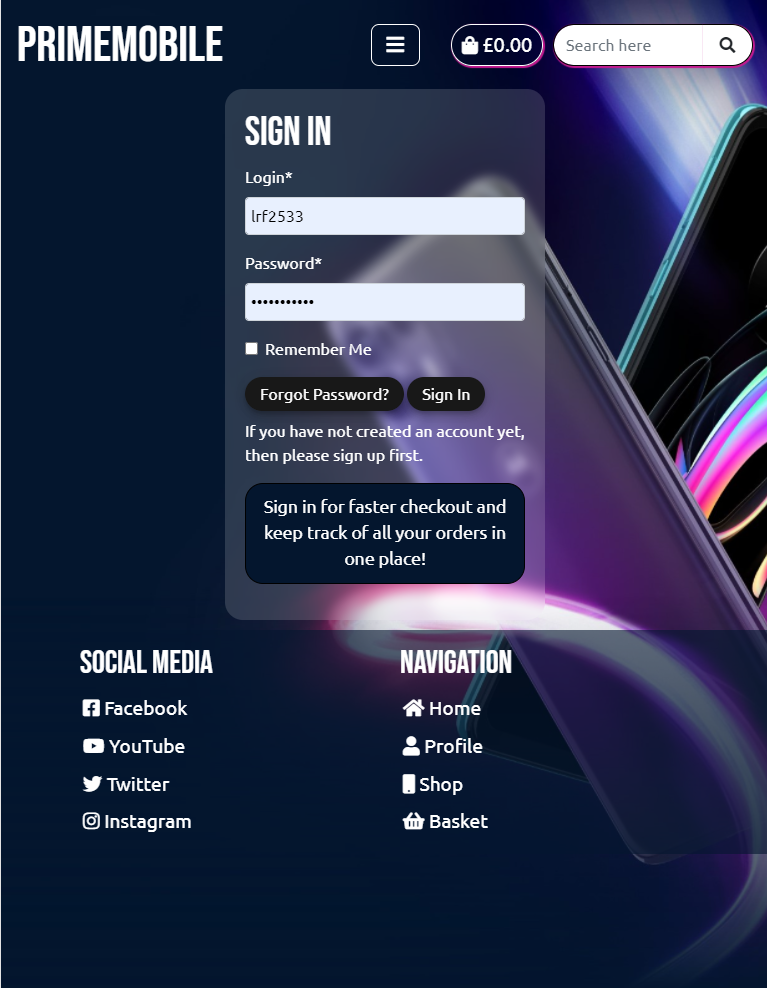 PRIMEMOBILE
£0.00
Search here
SIGN IN
Login*
lrf2533
Password*
•••••••••••
Remember Me
Forgot Password? Sign In
If you have not created an account yet,
then please sign up first.
Sign in for faster checkout and
keep track of all your orders in
one place!
SOCIAL MEDIA
Facebook
YouTube
Twitter
Instagram
NAVIGATION
Home
Profile
Shop
Basket